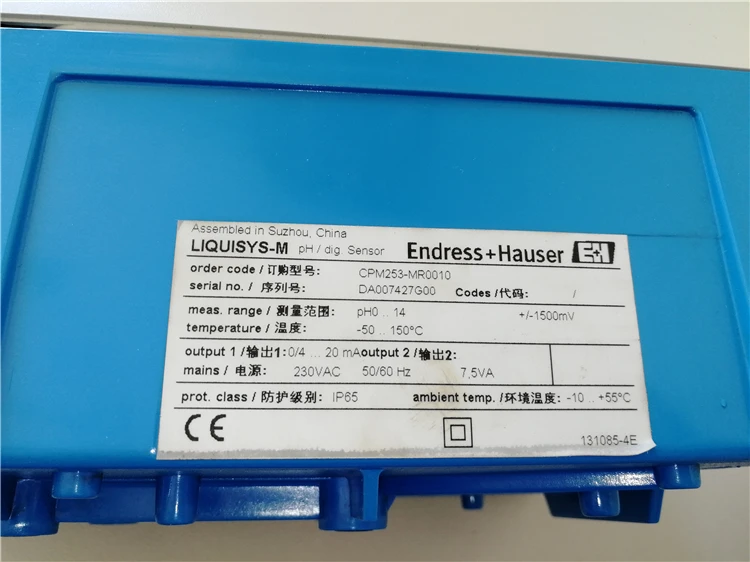 Assembled in Suzhou, China
LIQUISYS-M pH / dig. Sensor Endress+Hauser
order code / 订购型号: CPM253-MR0010
serial no. / 序列号: DA007427G00 Codes /代码: /
meas. range / 测量范围: pH0 .. 14 +/-1500mV
temperature / 温度: -50 .. 150°C
output 1 /输出1: 0/4 ... 20 mA output 2 /输出2:
mains / 电源: 230VAC 50/60 Hz 7,5VA
prot. class / 防护级别: IP65 ambient temp. /环境温度: -10 .. +55°C
CE 131085-4E